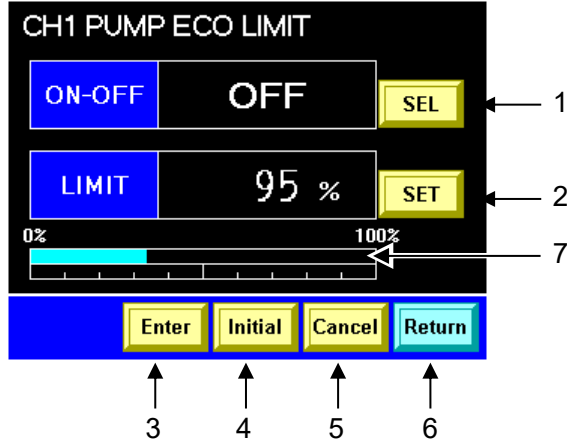 CH1 PUMP ECO LIMIT
ON-OFF OFF SEL 1
LIMIT 95 % SET 2
0% 100%
7
Enter Initial Cancel Return
3 4 5 6